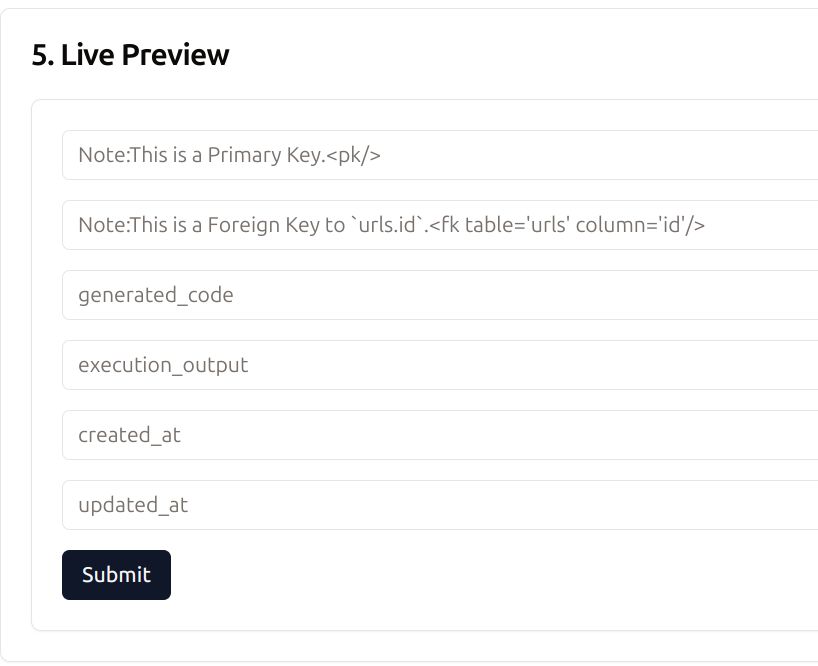 5. Live Preview
Note:This is a Primary Key.<pk/>
Note:This is a Foreign Key to `urls.id`.<fk table='urls' column='id'/>
generated_code
execution_output
created_at
updated_at
Submit